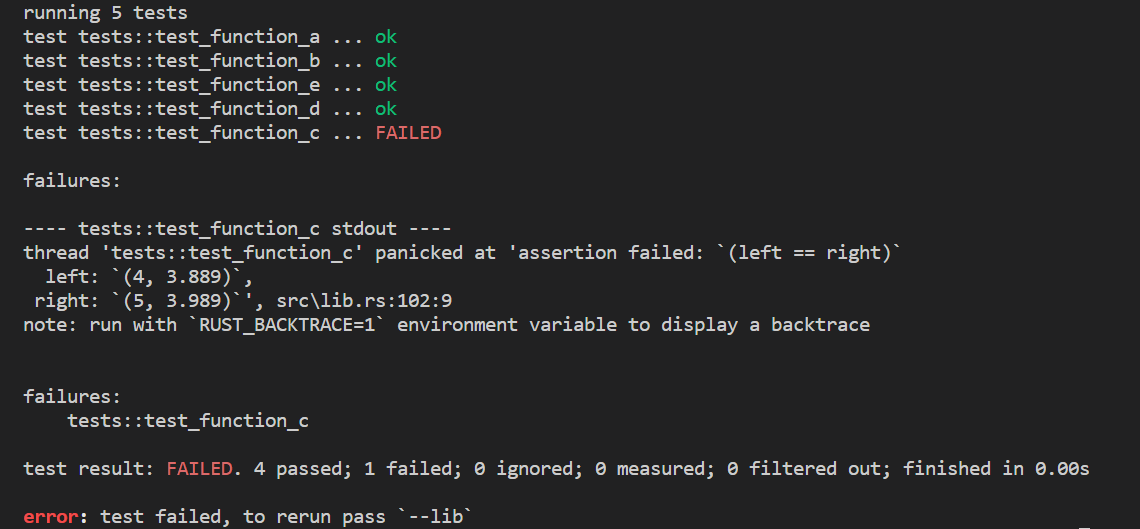 running 5 tests
test tests::test_function_a ... ok
test tests::test_function_b ... ok
test tests::test_function_e ... ok
test tests::test_function_d ... ok
test tests::test_function_c ... FAILED
failures:
---- tests::test_function_c stdout ----
thread 'tests::test_function_c' panicked at 'assertion failed: `(left == right)`
  left: `(4, 3.889)`,
 right: `(5, 3.989)`', src\lib.rs:102:9
note: run with `RUST_BACKTRACE=1` environment variable to display a backtrace
failures:
    tests::test_function_c
test result: FAILED. 4 passed; 1 failed; 0 ignored; 0 measured; 0 filtered out; finished in 0.00s
error: test failed, to rerun pass `--lib`